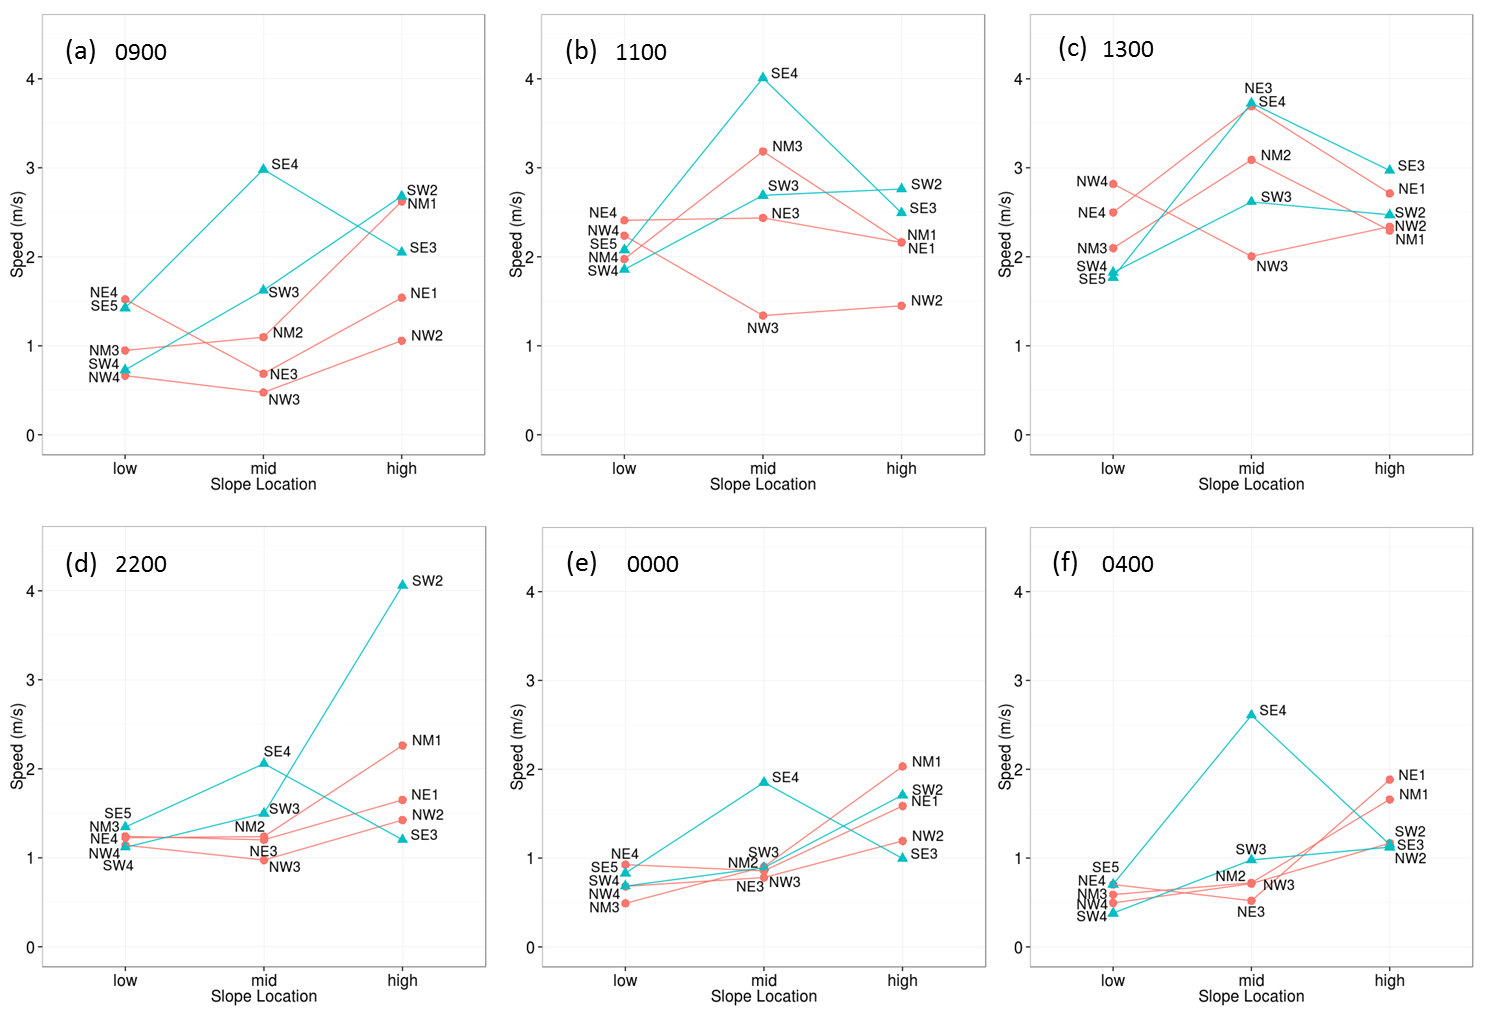 (a) 0900
4
3
2
1
0
Speed (m/s)
SE4
SW2
NM1
SE3
NE4
SE5
SW3
NE1
NM2
NW2
NM3
SW4
NW4
NE3
NW3
low mid high
Slope Location
(b) 1100
4
3
2
1
0
Speed (m/s)
SE4
NM3
SW3
SW2
NE4
NE3
SE3
NW4
SE5
NM4
SW4
NM1
NE1
NW2
NW3
low mid high
Slope Location
(c) 1300
4
3
2
1
0
Speed (m/s)
NE3
SE4
NM2
SE3
NW4
NE1
SW3
NE4
SW2
NW2
NM1
NM3
SW4
SE5
NW3
low mid high
Slope Location
(d) 2200
4
3
2
1
0
Speed (m/s)
SW2
SE4
NM1
SW3
NE1
SE5
NM3
NE4
NW4
SW4
NM2
NW2
SE3
NE3
NW3
low mid high
Slope Location
(e) 0000
4
3
2
1
0
Speed (m/s)
NM1
SE4
SW2
NE1
NE4
SE5
SW4
NW4
NM3
SW3
NM2
NW2
SE3
NE3
NW3
low mid high
Slope Location
(f) 0400
4
3
2
1
0
Speed (m/s)
SE4
NE1
NM1
SE5
NE4
NM3
NW4
SW4
SW3
SW2
SE3
NW2
NM2
NW3
NE3
low mid high
Slope Location